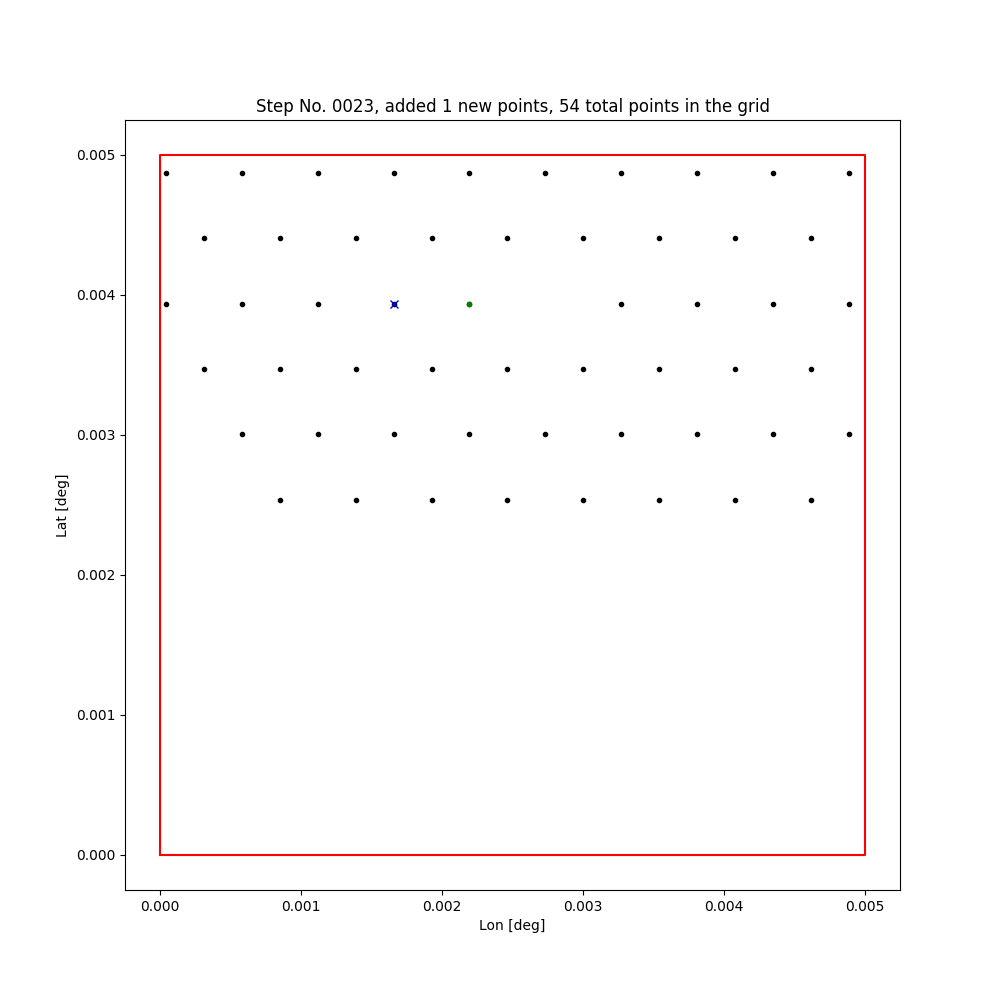 Step No. 0023, added 1 new points, 54 total points in the grid
0.005
0.004
0.003
0.002
0.001
0.000
Lat [deg]
0.000 0.001 0.002 0.003 0.004 0.005
Lon [deg]